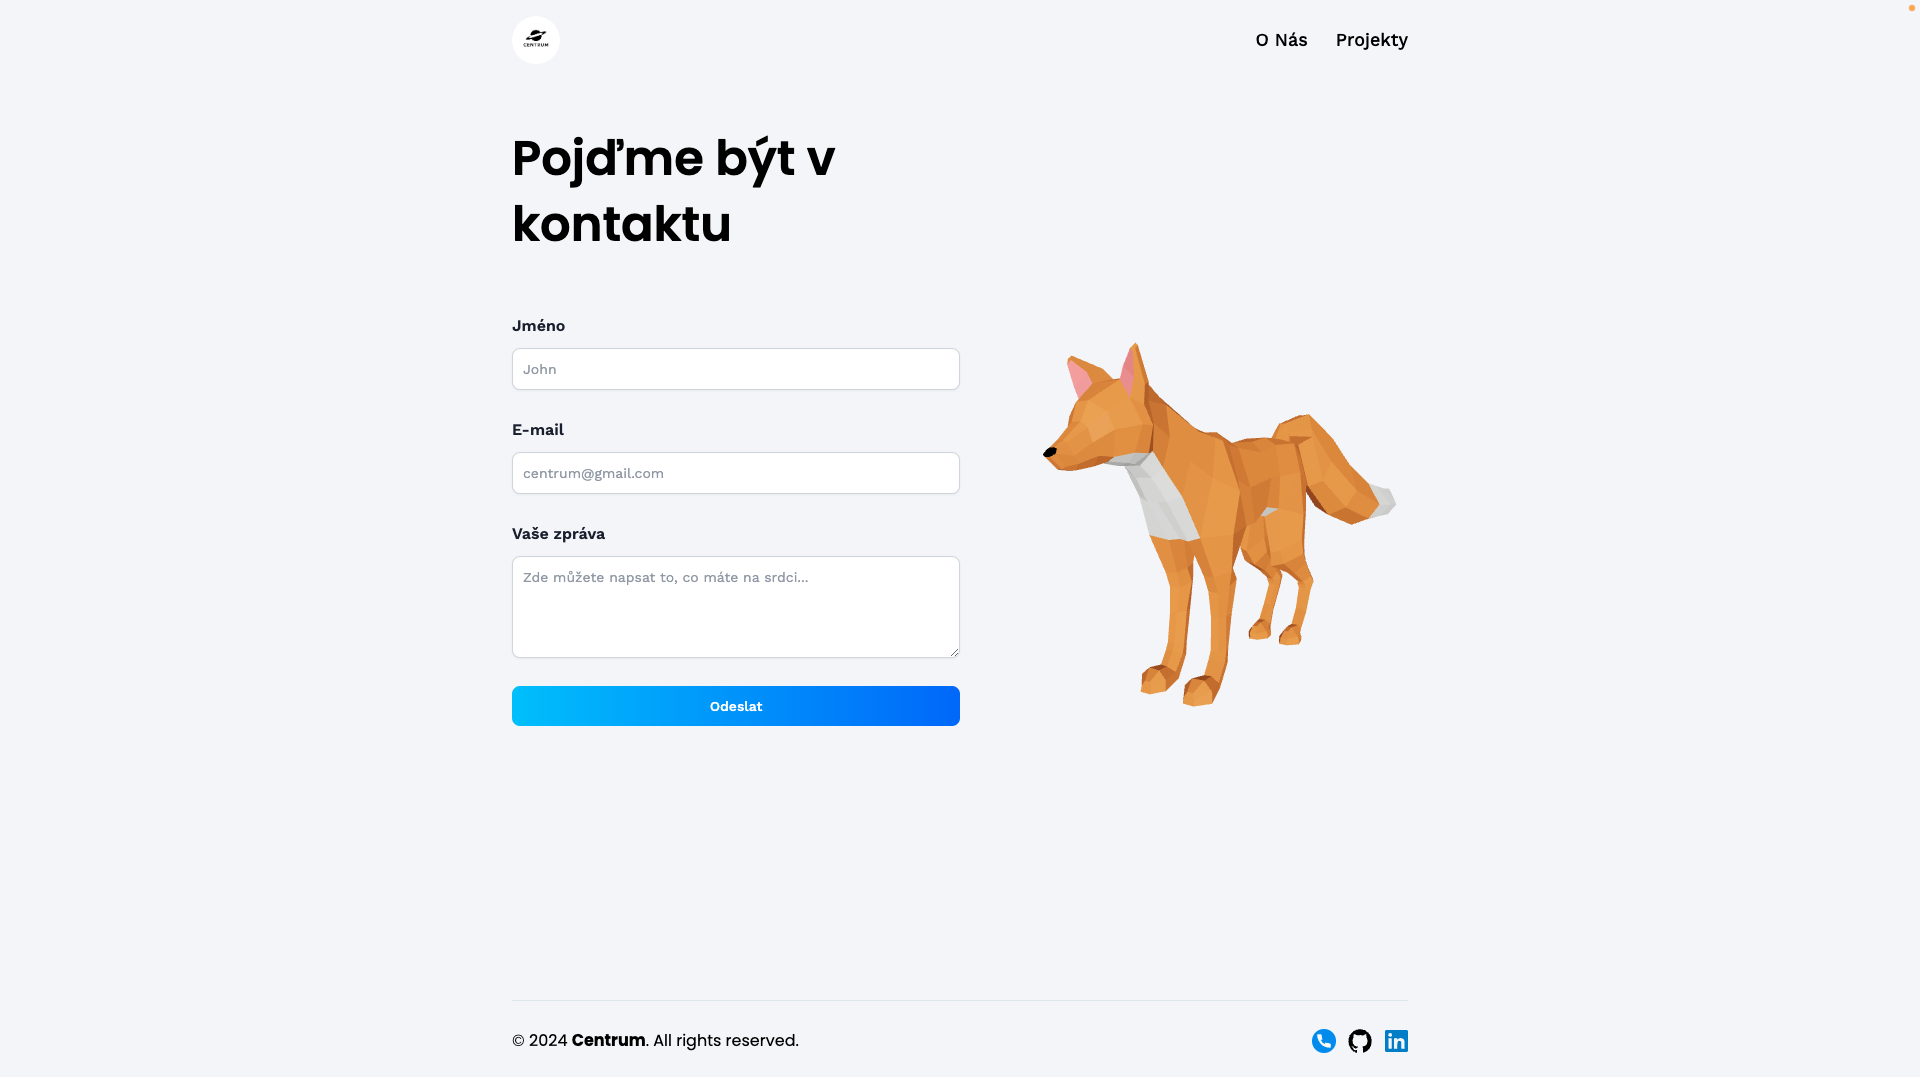 CENTRUM
O Nás
Projekty
Pojďme být v
kontaktu
Jméno
John
E-mail
centrum@gmail.com
Vaše zpráva
Zde můžete napsat to, co máte na srdci...
Odeslat
© 2024 Centrum. All rights reserved.
in